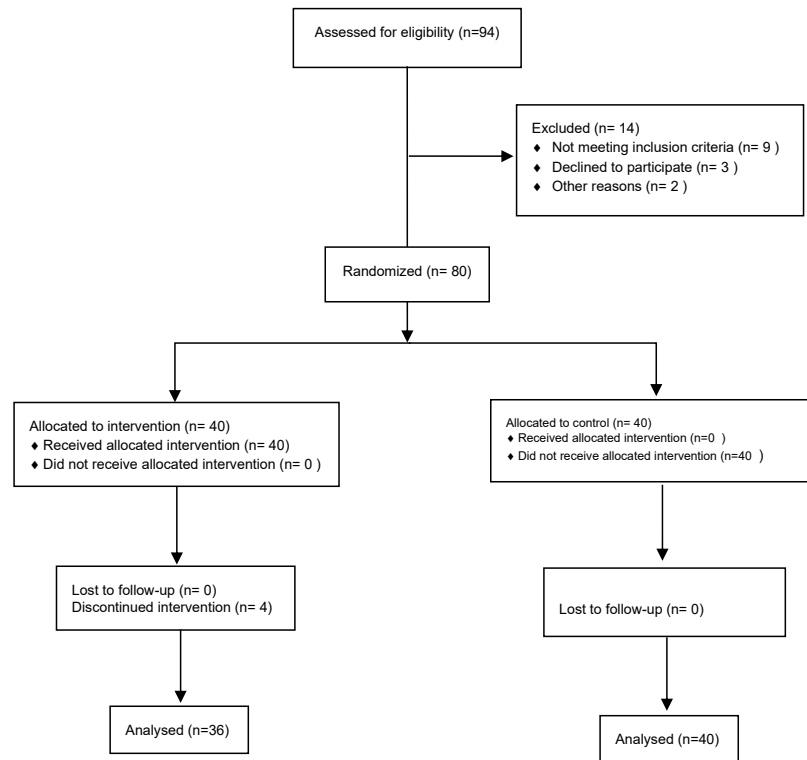 Assessed for eligibility (n=94)
Excluded (n= 14)
♦ Not meeting inclusion criteria (n= 9 )
♦ Declined to participate (n= 3 )
♦ Other reasons (n= 2 )
Randomized (n= 80)
Allocated to intervention (n= 40)
♦ Received allocated intervention (n= 40)
♦ Did not receive allocated intervention (n= 0 )
Allocated to control (n= 40)
♦ Received allocated intervention (n=0 )
♦ Did not receive allocated intervention (n=40 )
Lost to follow-up (n= 0)
Discontinued intervention (n= 4)
Lost to follow-up (n= 0)
Analysed (n=36)
Analysed (n=40)